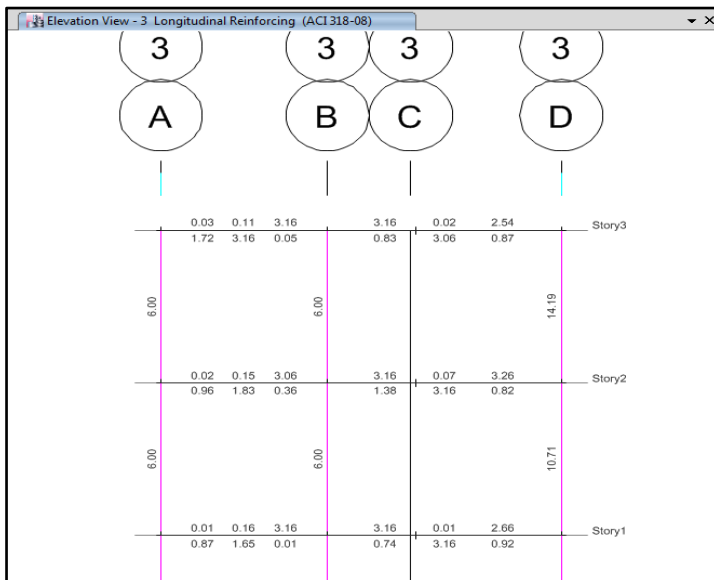 Elevation View - 3 Longitudinal Reinforcing (ACI 318-08)
3 3 3 3
A B C D
0.03 0.11 3.16 3.16 0.02 2.54 Story3
1.72 3.16 0.05 0.83 3.06 0.87
6.00 6.00 14.19
0.02 0.15 3.06 3.16 0.07 3.26 Story2
0.96 1.83 0.36 1.38 3.16 0.82
6.00 6.00 10.71
0.01 0.16 3.16 3.16 0.01 2.66 Story1
0.87 1.65 0.01 0.74 3.16 0.92